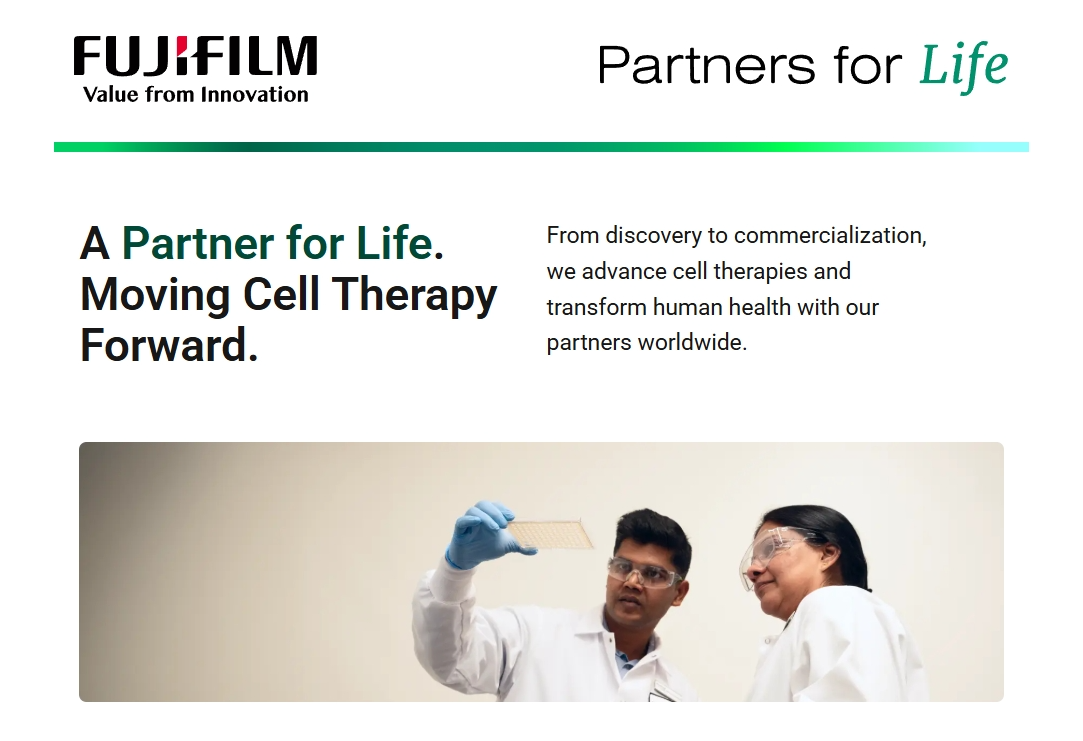 FUJIFILM
Value from Innovation
Partners for Life
A Partner for Life.
Moving Cell Therapy
Forward.
From discovery to commercialization,
we advance cell therapies and
transform human health with our
partners worldwide.